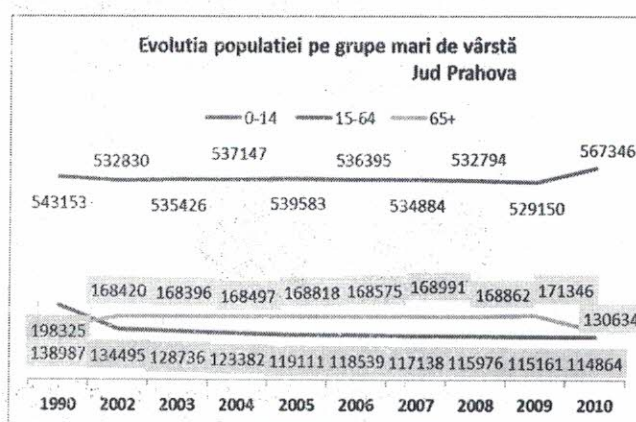 Evolutia populatiei pe grupe mari de vârstă
Jud Prahova
0-14 15-64 65+
532830 537147 536395 532794 567346
543153 535426 539583 534884 529150
168420 168396 168497 168818 168575 168991 168862 171346
198325 130634
138987 134495 128736 123382 119111 118539 117138 115976 115161 114864
1990 2002 2003 2004 2005 2006 2007 2008 2009 2010